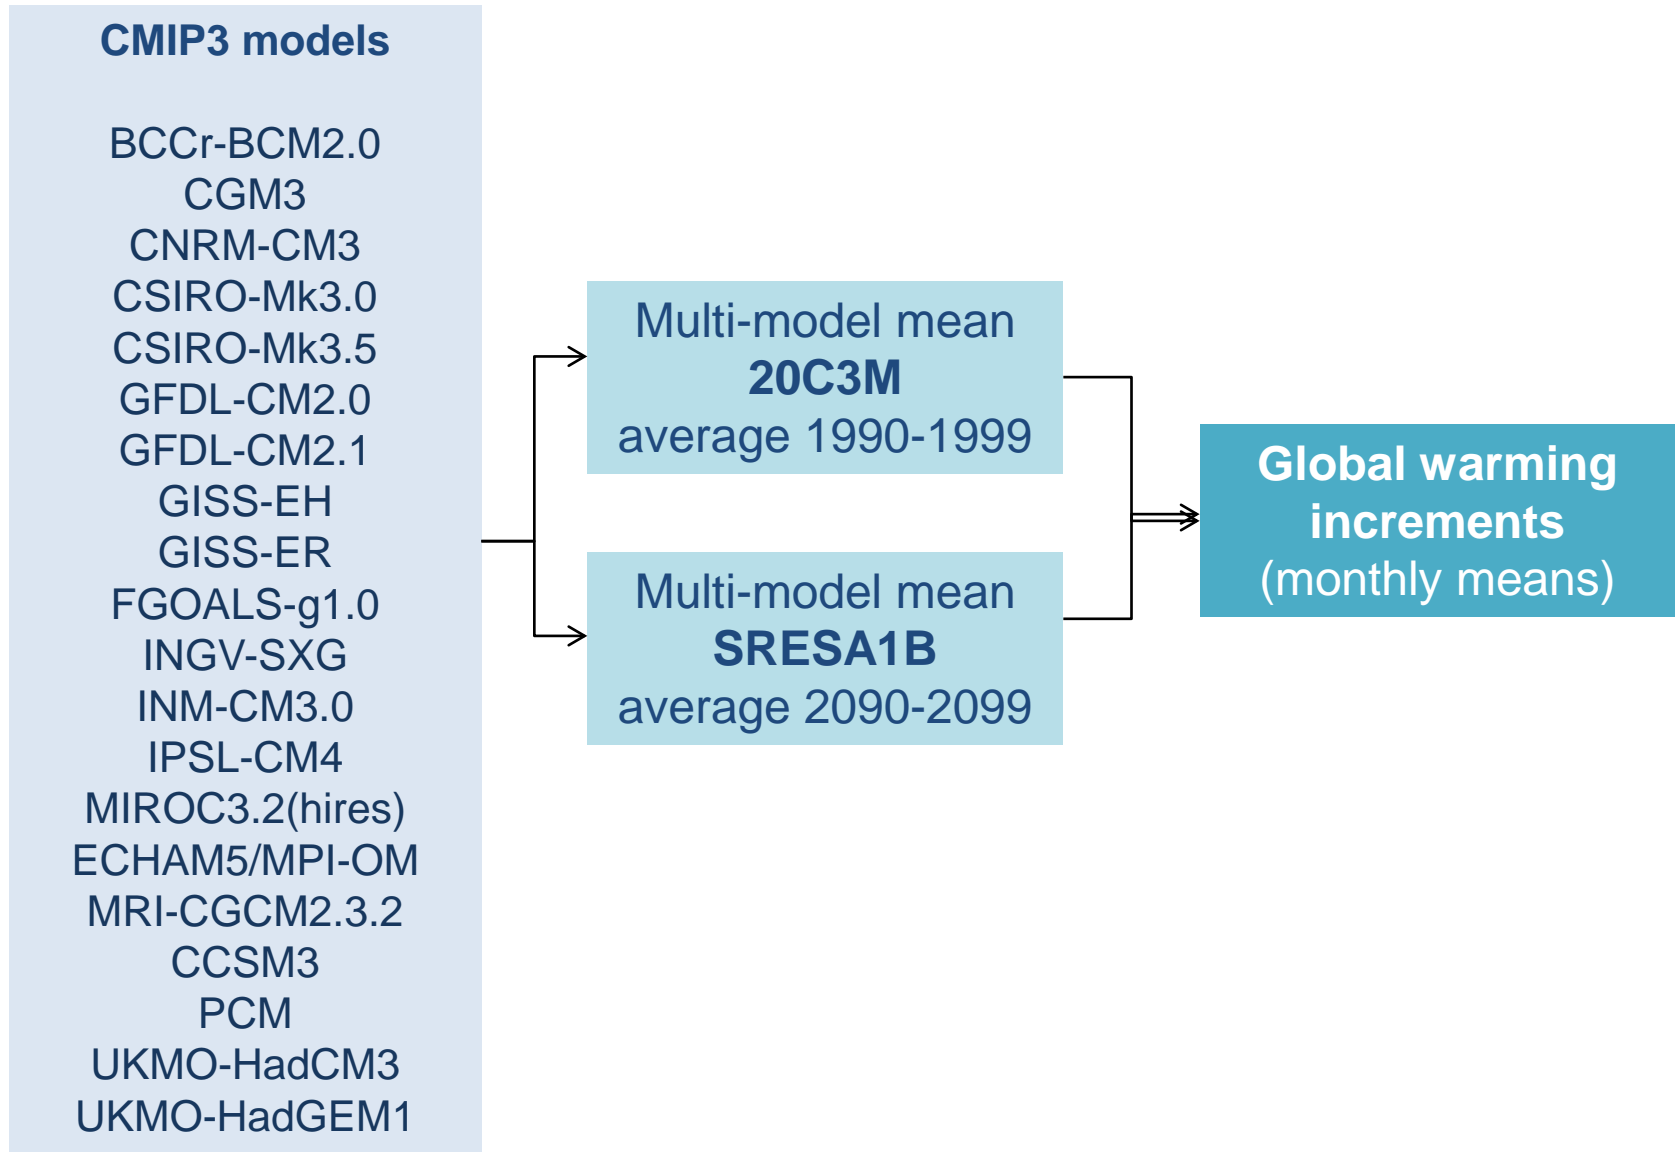 CMIP3 models
BCCr-BCM2.0
CGM3
CNRM-CM3
CSIRO-Mk3.0
CSIRO-Mk3.5
GFDL-CM2.0
GFDL-CM2.1
GISS-EH
GISS-ER
FGOALS-g1.0
INGV-SXG
INM-CM3.0
IPSL-CM4
MIROC3.2(hires)
ECHAM5/MPI-OM
MRI-CGCM2.3.2
CCSM3
PCM
UKMO-HadCM3
UKMO-HadGEM1
Multi-model mean
20C3M
average 1990-1999
Multi-model mean
SRESA1B
average 2090-2099
Global warming
increments
(monthly means)